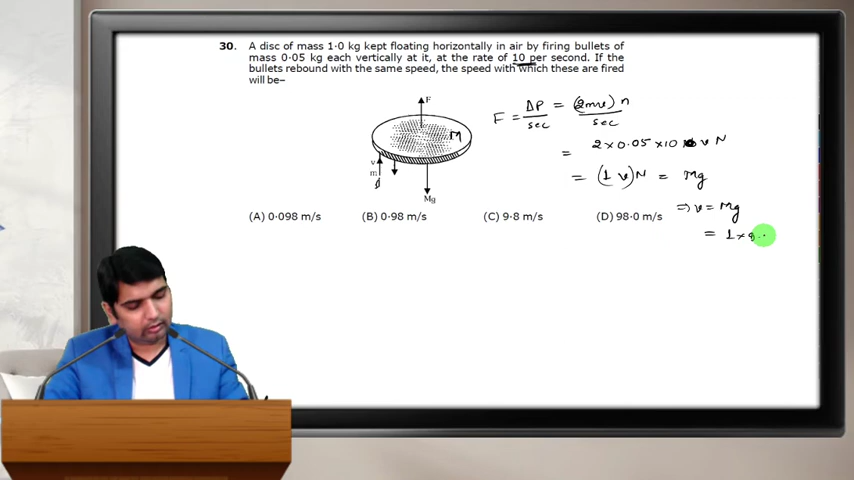 30. A disc of mass 1·0 kg kept floating horizontally in air by firing bullets of
mass 0·05 kg each vertically at it, at the rate of 10 per second. If the
bullets rebound with the same speed, the speed with which these are fired
will be–
F
M
v
m
Mg
F = ΔP/sec = (2mv)n/sec
= 2×0.05×10 × v N
= (1 v)N = Mg
⇒ v = Mg
= 1×9.
(A) 0·098 m/s (B) 0·98 m/s (C) 9·8 m/s (D) 98·0 m/s